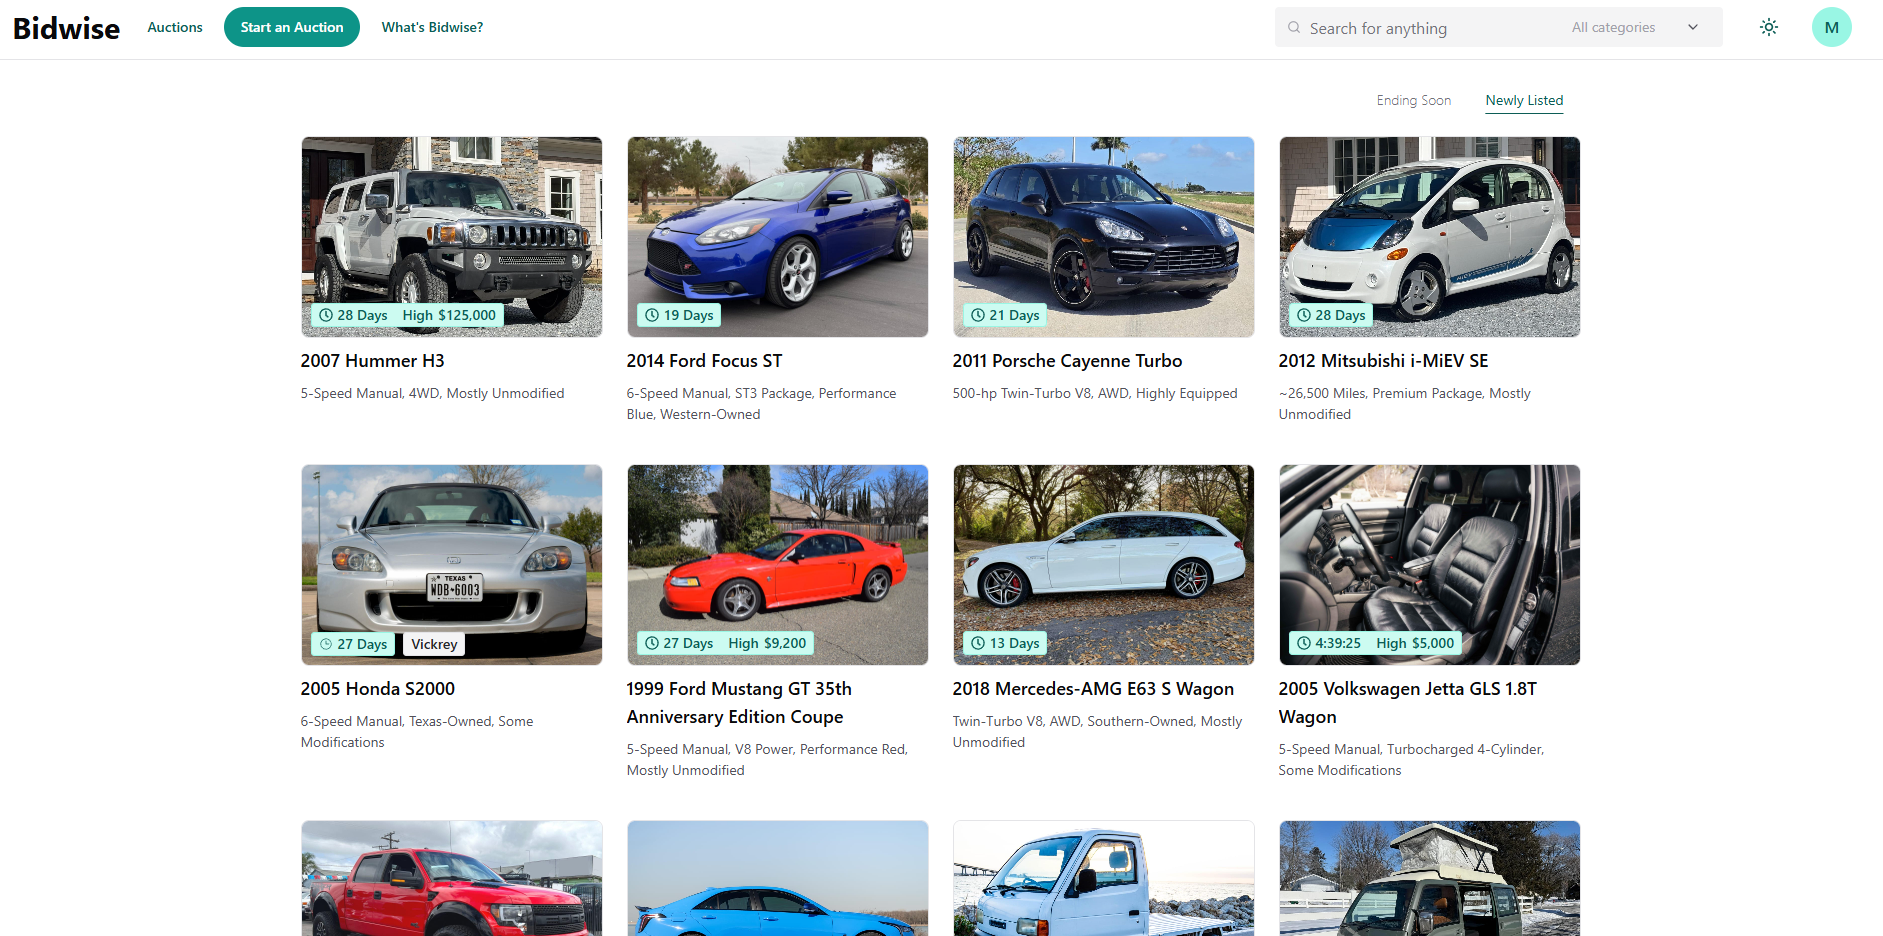 Bidwise
Auctions
Start an Auction
What's Bidwise?
Search for anything
All categories
M
Ending Soon
Newly Listed
28 Days High $125,000
19 Days
21 Days
28 Days
2007 Hummer H3
2014 Ford Focus ST
2011 Porsche Cayenne Turbo
2012 Mitsubishi i-MiEV SE
5-Speed Manual, 4WD, Mostly Unmodified
6-Speed Manual, ST3 Package, Performance
Blue, Western-Owned
500-hp Twin-Turbo V8, AWD, Highly Equipped
~26,500 Miles, Premium Package, Mostly
Unmodified
TEXAS
WDB 6003
27 Days
Vickrey
27 Days High $9,200
13 Days
4:39:25 High $5,000
2005 Honda S2000
1999 Ford Mustang GT 35th
Anniversary Edition Coupe
2018 Mercedes-AMG E63 S Wagon
2005 Volkswagen Jetta GLS 1.8T
Wagon
6-Speed Manual, Texas-Owned, Some
Modifications
5-Speed Manual, V8 Power, Performance Red,
Mostly Unmodified
Twin-Turbo V8, AWD, Southern-Owned, Mostly
Unmodified
5-Speed Manual, Turbocharged 4-Cylinder,
Some Modifications